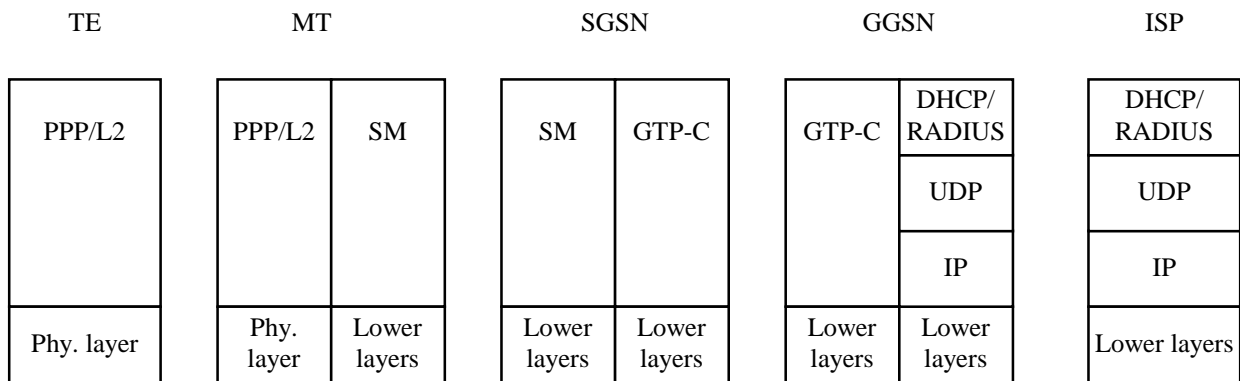 TE
MT
SGSN
GGSN
ISP
PPP/L2
PPP/L2
SM
SM
GTP-C
GTP-C
DHCP/
RADIUS
DHCP/
RADIUS
UDP
UDP
IP
IP
Phy. layer
Phy.
layer
Lower
layers
Lower
layers
Lower
layers
Lower
layers
Lower
layers
Lower layers